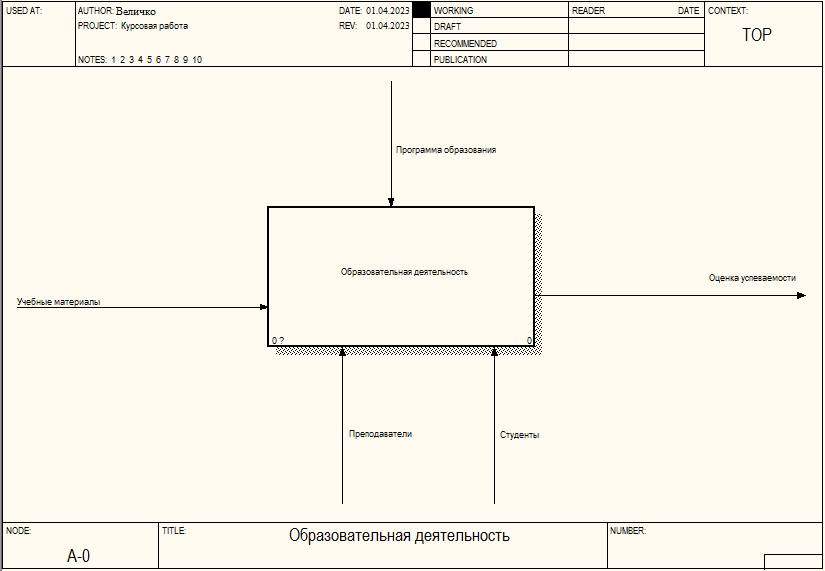 USED AT:
AUTHOR: Величко
DATE: 01.04.2023
WORKING
READER
DATE
CONTEXT:
PROJECT: Курсовая работа
REV: 01.04.2023
DRAFT
TOP
RECOMMENDED
NOTES: 1 2 3 4 5 6 7 8 9 10
PUBLICATION
Программа образования
Образовательная деятельность
Оценка успеваемости
Учебные материалы
0 ?
0
Преподаватели
Студенты
NODE:
TITLE:
Образовательная деятельность
NUMBER:
A-0